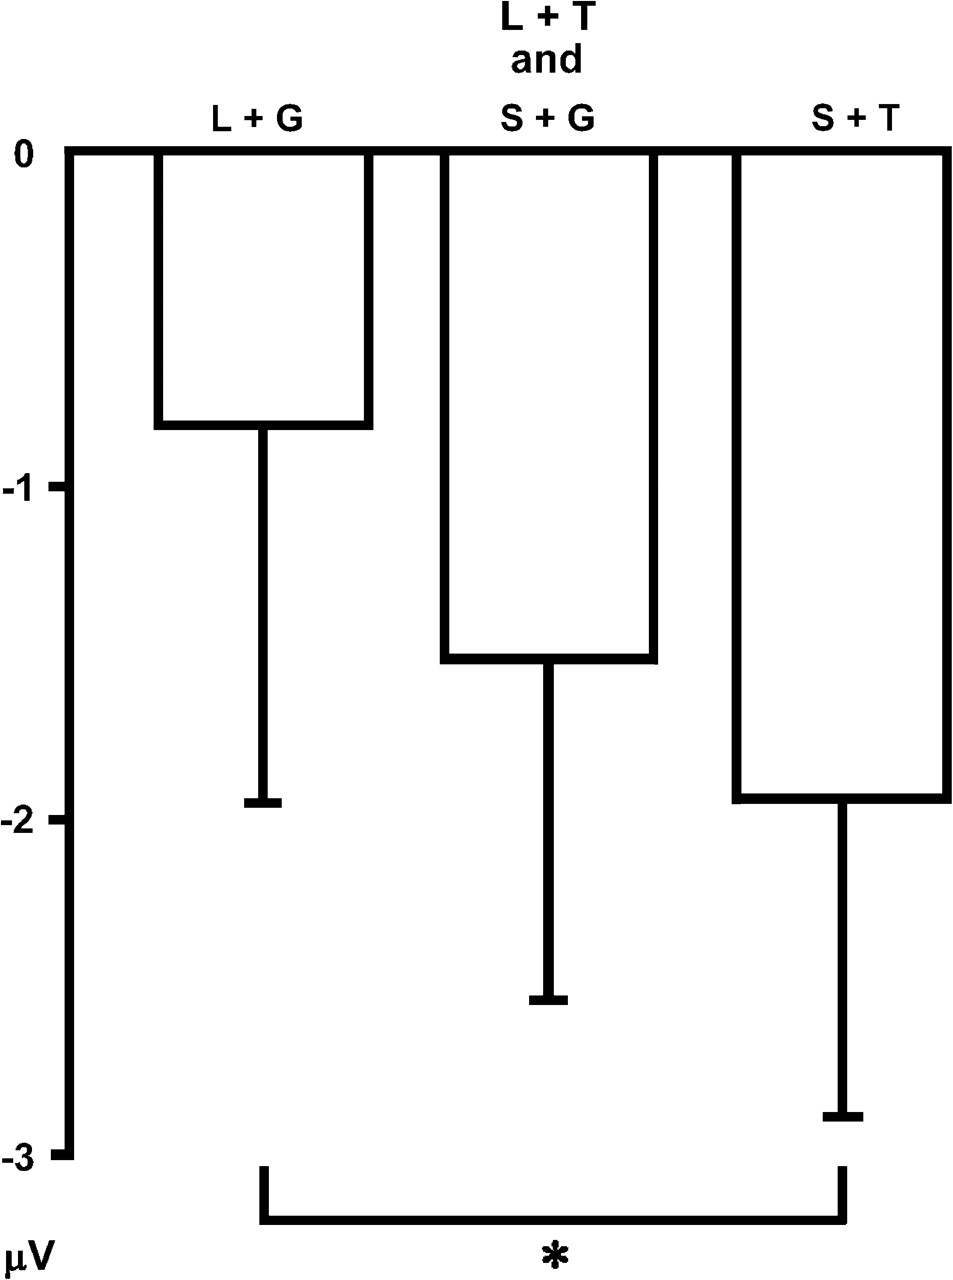 L + T
and
L + G
S + G
S + T
0
-1
-2
-3
μV
*